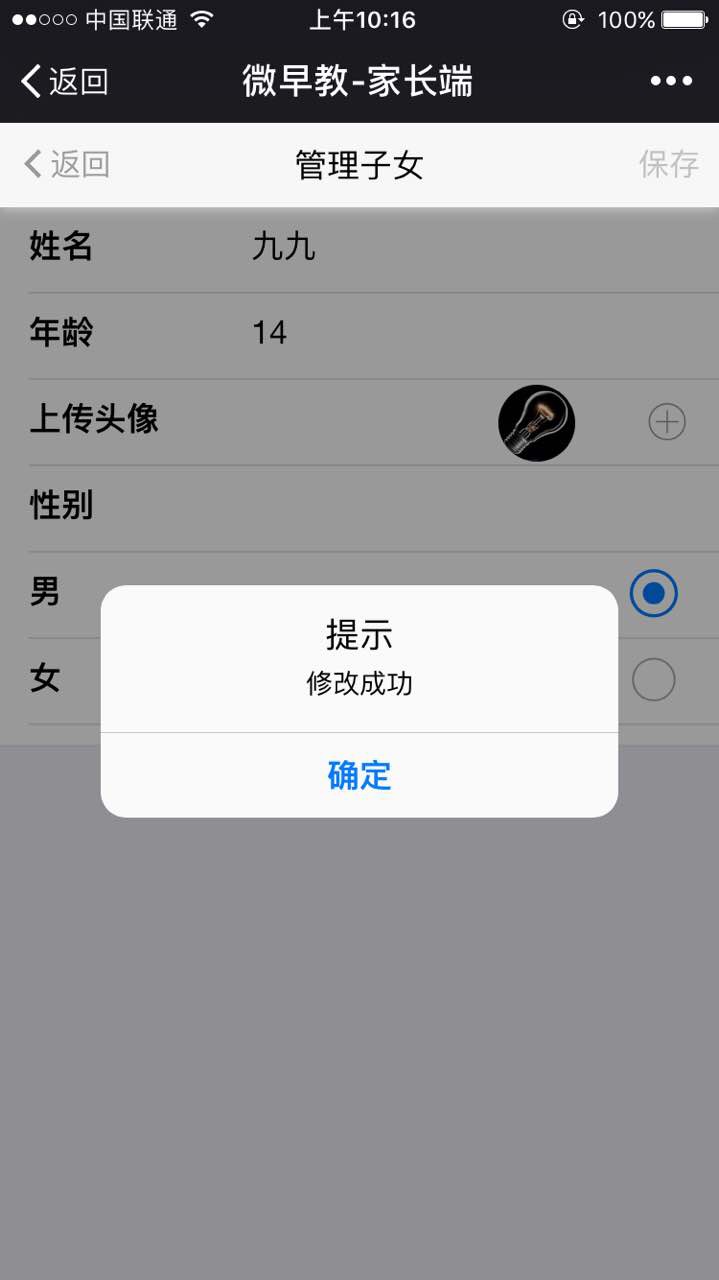 中国联通 上午10:16 100%
返回 微早教-家长端
返回 管理子女 保存
姓名 九九
年龄 14
上传头像
性别
男
提示
女
修改成功
确定